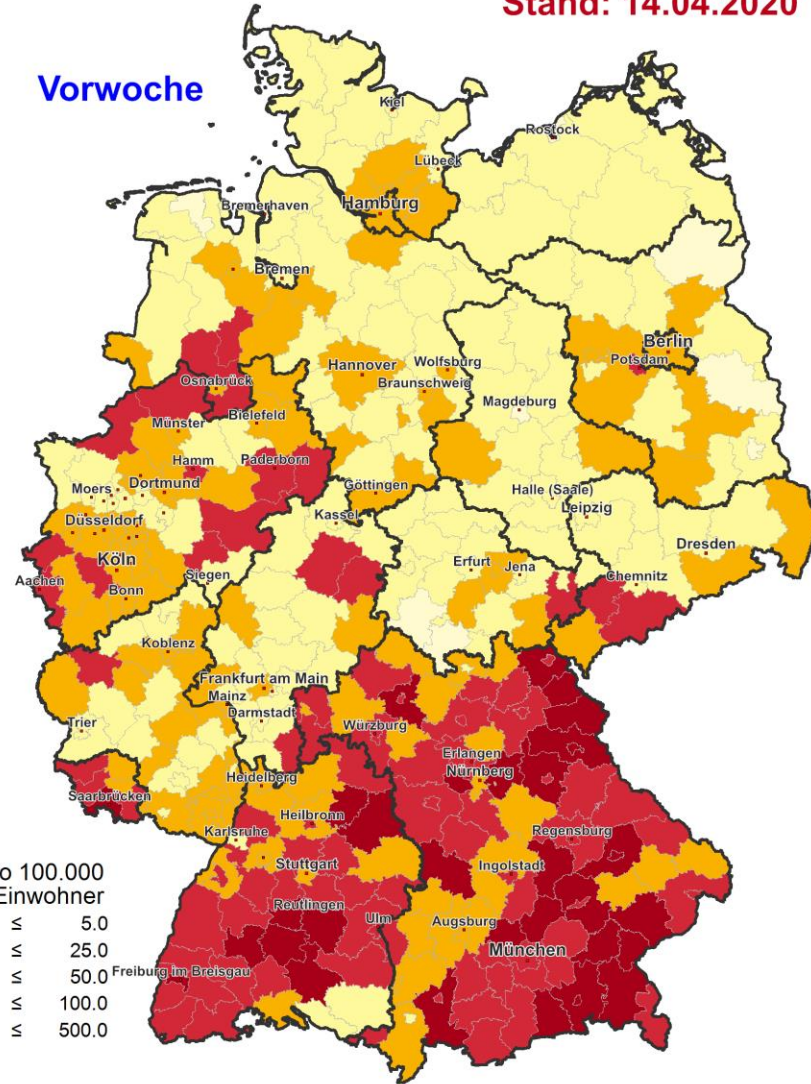 Stand: 14.04.2020
Vorwoche
Kiel
Rostock
Lübeck
Bremerhaven
Hamburg
Bremen
Berlin
Potsdam
Hannover
Wolfsburg
Braunschweig
Osnabrück
Magdeburg
Bielefeld
Münster
Hamm
Paderborn
Moers
Dortmund
Göttingen
Halle (Saale)
Leipzig
Düsseldorf
Kassel
Dresden
Köln
Erfurt
Jena
Aachen
Siegen
Chemnitz
Bonn
Koblenz
Frankfurt am Main
Mainz
Darmstadt
Trier
Würzburg
Erlangen
Nürnberg
Heidelberg
Saarbrücken
Heilbronn
Karlsruhe
Regensburg
Stuttgart
Ingolstadt
Reutlingen
Ulm
Augsburg
München
Freiburg im Breisgau
o 100.000
Einwohner
≤ 5.0
≤ 25.0
≤ 50.0
≤ 100.0
≤ 500.0